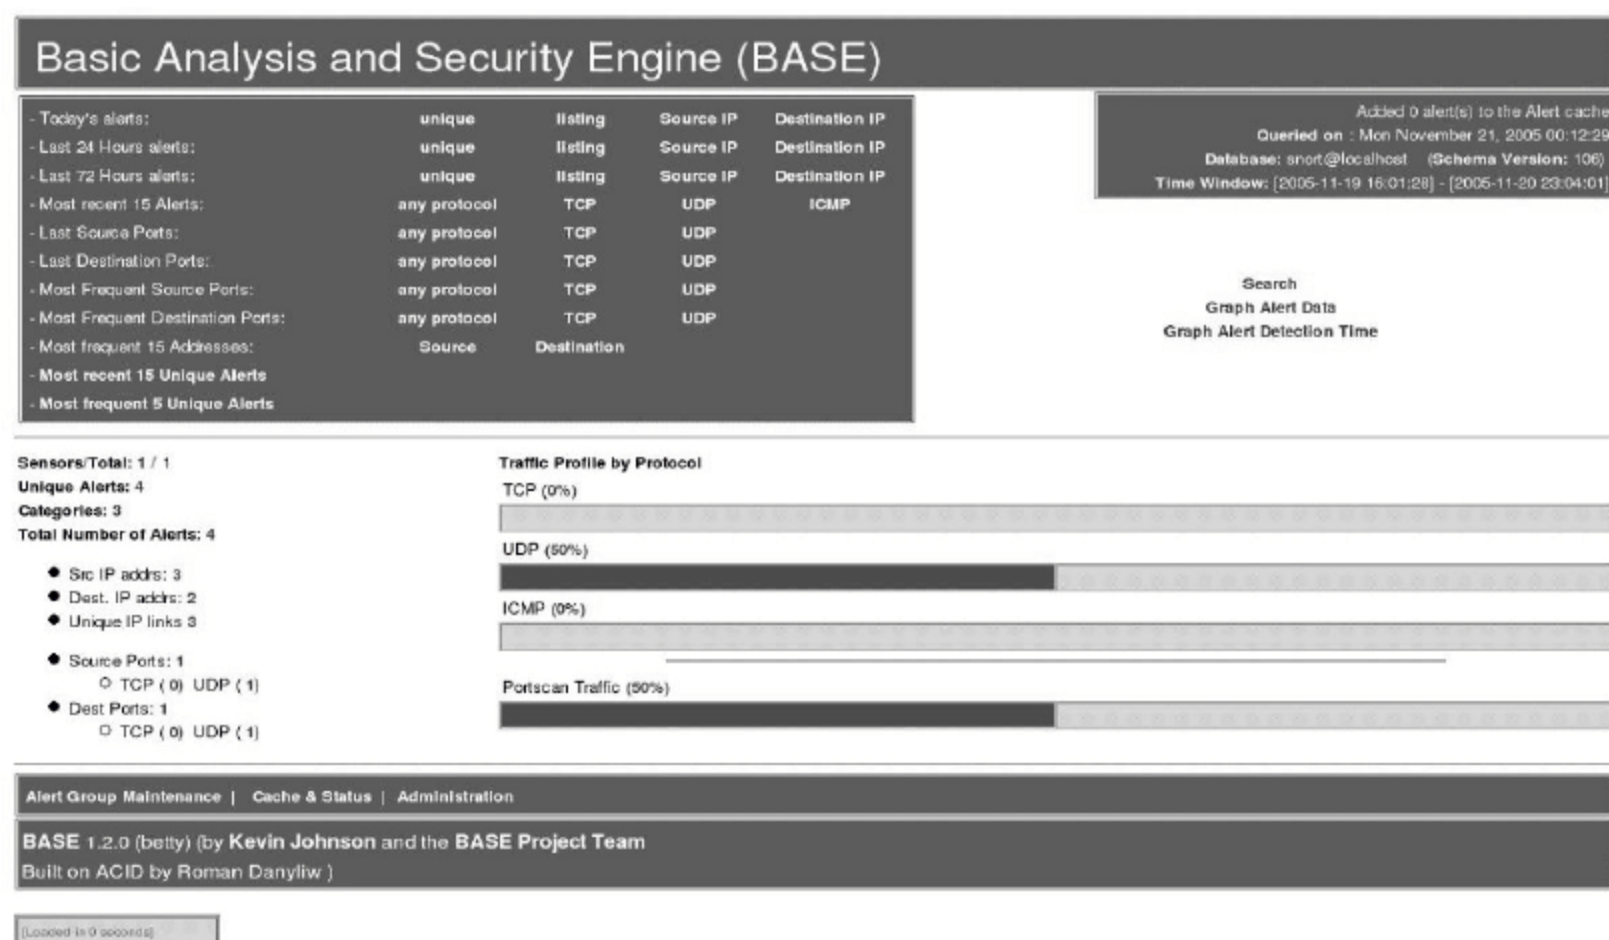 Basic Analysis and Security Engine (BASE)
- Today's alerts: unique listing Source IP Destination IP
- Last 24 Hours alerts: unique listing Source IP Destination IP
- Last 72 Hours alerts: unique listing Source IP Destination IP
- Most recent 15 Alerts: any protocol TCP UDP ICMP
- Last Source Ports: any protocol TCP UDP
- Last Destination Ports: any protocol TCP UDP
- Most Frequent Source Ports: any protocol TCP UDP
- Most Frequent Destination Ports: any protocol TCP UDP
- Most frequent 15 Addresses: Source Destination
- Most recent 15 Unique Alerts
- Most frequent 5 Unique Alerts
Added 0 alert(s) to the Alert cache
Queried on : Mon November 21, 2005 00:12:29
Database: snort@localhost (Schema Version: 106)
Time Window: [2005-11-19 16:01:28] - [2005-11-20 23:04:01]
Search
Graph Alert Data
Graph Alert Detection Time
Sensors/Total: 1 / 1
Unique Alerts: 4
Categories: 3
Total Number of Alerts: 4
Src IP addrs: 3
Dest. IP addrs: 2
Unique IP links 3
Source Ports: 1
TCP ( 0) UDP ( 1)
Dest Ports: 1
TCP ( 0) UDP ( 1)
Traffic Profile by Protocol
TCP (0%)
UDP (50%)
ICMP (0%)
Portscan Traffic (50%)
Alert Group Maintenance | Cache & Status | Administration
BASE 1.2.0 (betty) (by Kevin Johnson and the BASE Project Team
Built on ACID by Roman Danyliw )
[Loaded in 0 seconds]